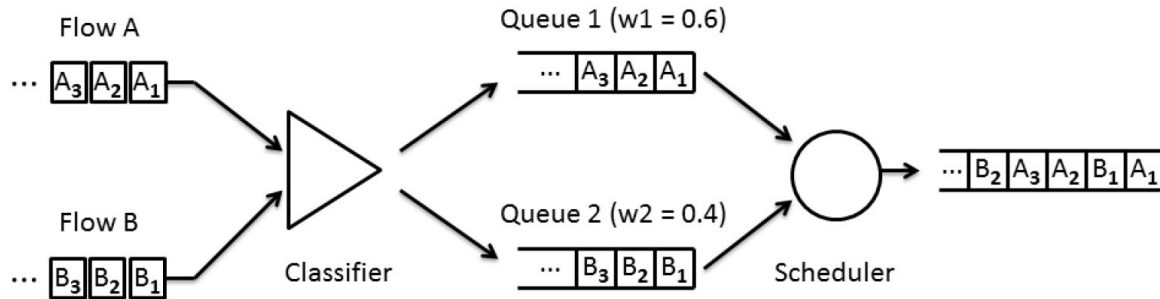 Flow A
... A3 A2 A1
Flow B
... B3 B2 B1
Classifier
Queue 1 (w1 = 0.6)
... A3 A2 A1
Queue 2 (w2 = 0.4)
... B3 B2 B1
Scheduler
... B2 A3 A2 B1 A1